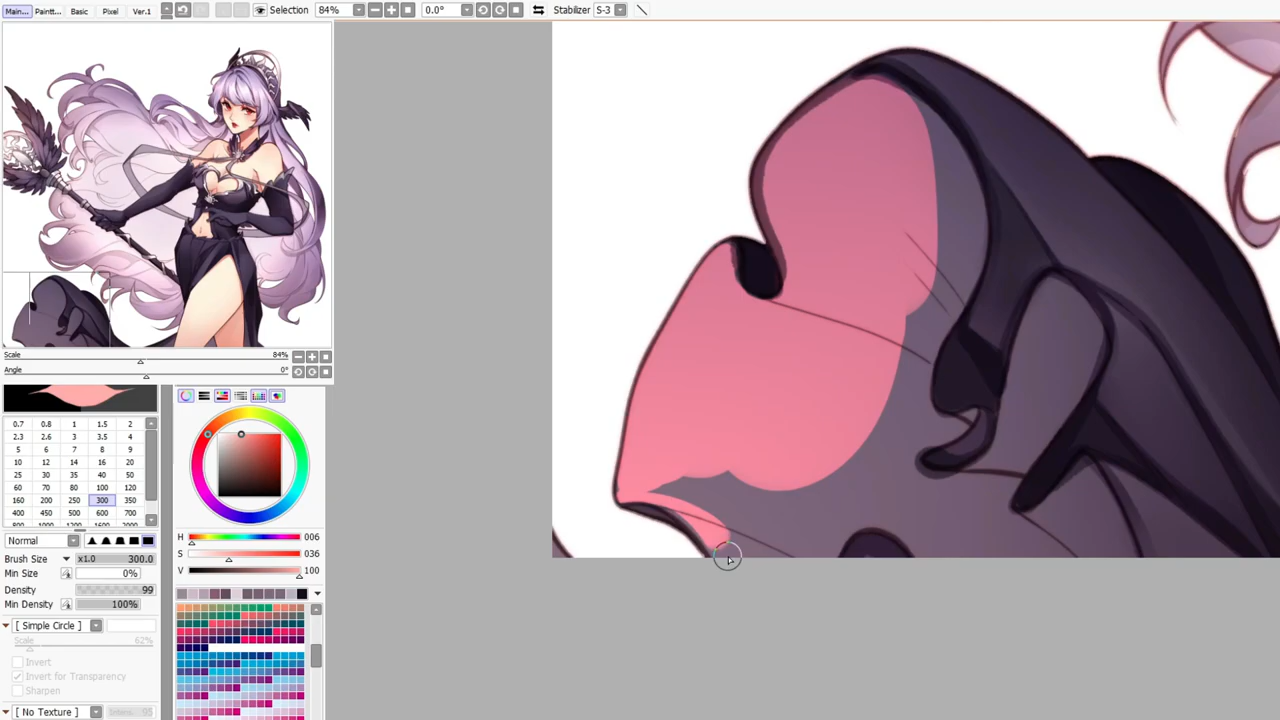 Main... Paintt... Basic Pixel Ver.1 Selection 84% 0.0° Stabilizer S-3
Scale 84%
Angle 0°
0.7 0.8 1 1.5 2
2.3 2.6 3 3.5 4
5 6 7 8 9
10 12 14 16 20
25 30 35 40 50
60 70 80 100 120
160 200 250 300 350
400 450 500 600 700
Normal
Brush Size x1.0 300.0
Min Size 0%
Density 99
Min Density 100%
[ Simple Circle ]
Scale 62%
Invert
Invert for Transparency
Sharpen
[ No Texture ] 95
H 006
S 036
V 100